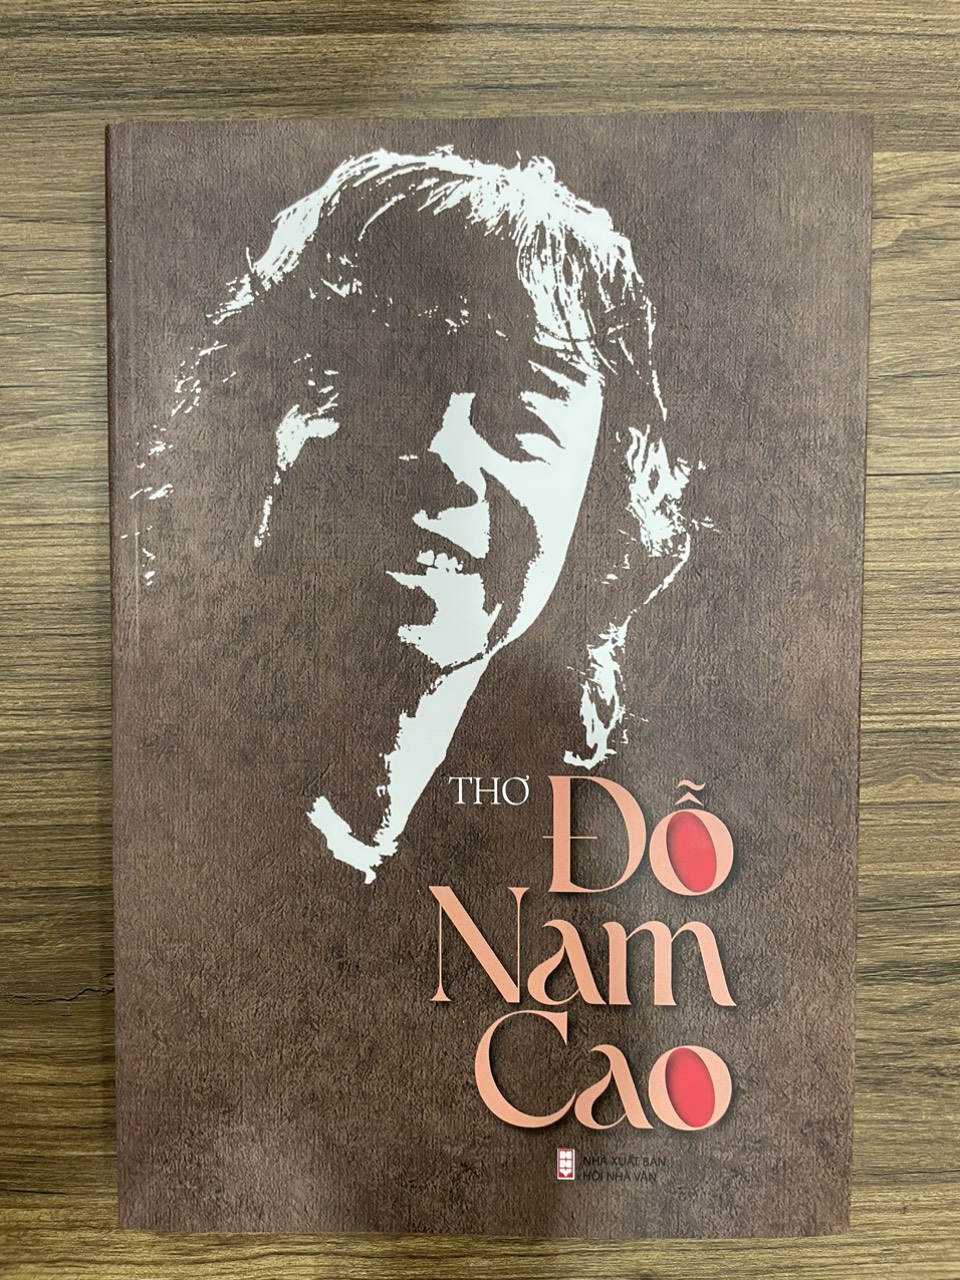 THƠ
Đỗ
Nam
Cao
NHÀ XUẤT BẢN
HỘI NHÀ VĂN